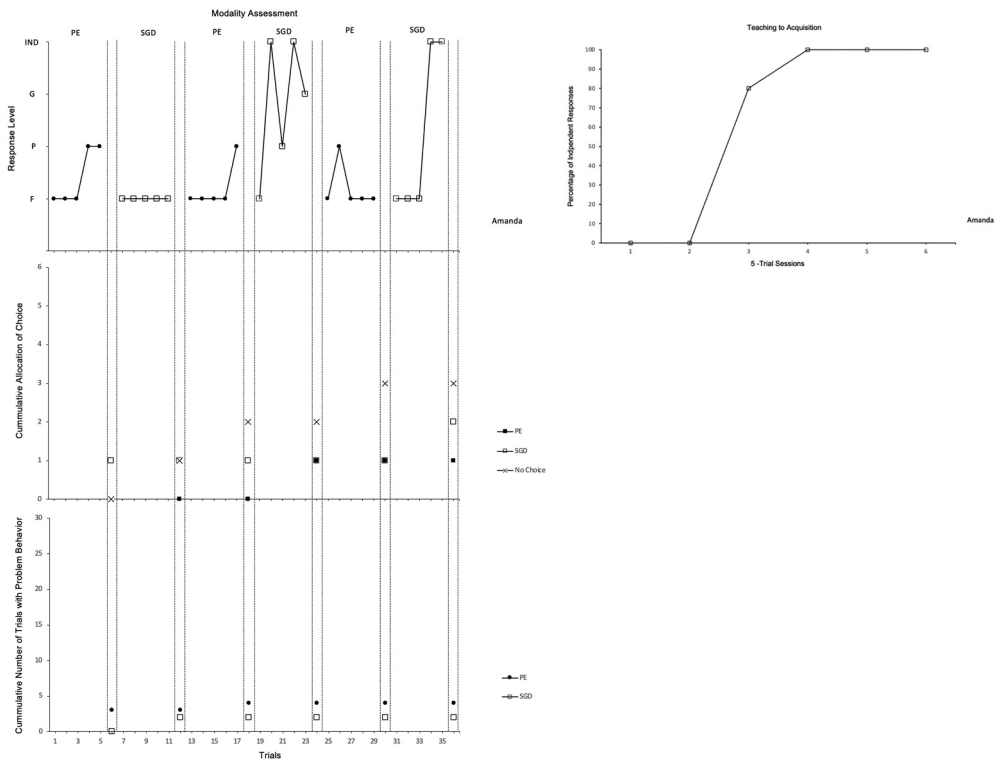 Modality Assessment
PE
SGD
PE
SGD
PE
SGD
IND
G
P
F
Response Level
Amanda
6
5
4
3
2
1
0
Cummulative Allocation of Choice
PE
SGD
No Choice
30
25
20
15
10
5
0
Cummulative Number of Trials with Problem Behavior
PE
SGD
1 3 5 7 9 11 13 15 17 19 21 23 25 27 29 31 33 35
Trials
Teaching to Acquisition
100
90
80
70
60
50
40
30
20
10
0
Percentage of Indpendent Responses
1 2 3 4 5 6
5 -Trial Sessions
Amanda